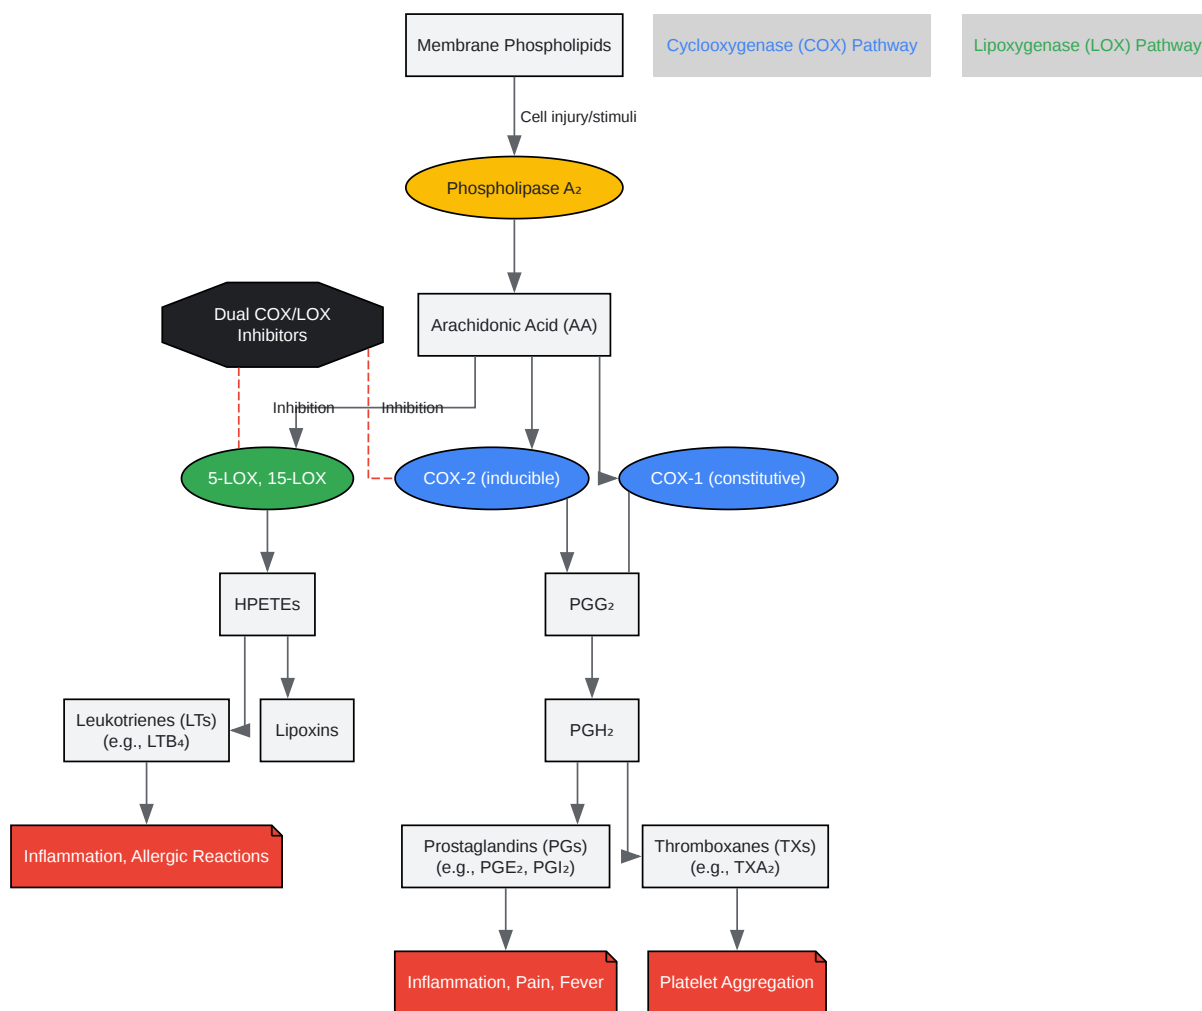 Membrane Phospholipids
Cyclooxygenase (COX) Pathway
Lipoxygenase (LOX) Pathway
Cell injury/stimuli
Phospholipase A₂
Dual COX/LOX
Inhibitors
Arachidonic Acid (AA)
Inhibition
Inhibition
5-LOX, 15-LOX
COX-2 (inducible)
COX-1 (constitutive)
HPETEs
PGG₂
Leukotrienes (LTs)
(e.g., LTB₄)
Lipoxins
PGH₂
Inflammation, Allergic Reactions
Prostaglandins (PGs)
(e.g., PGE₂, PGI₂)
Thromboxanes (TXs)
(e.g., TXA₂)
Inflammation, Pain, Fever
Platelet Aggregation